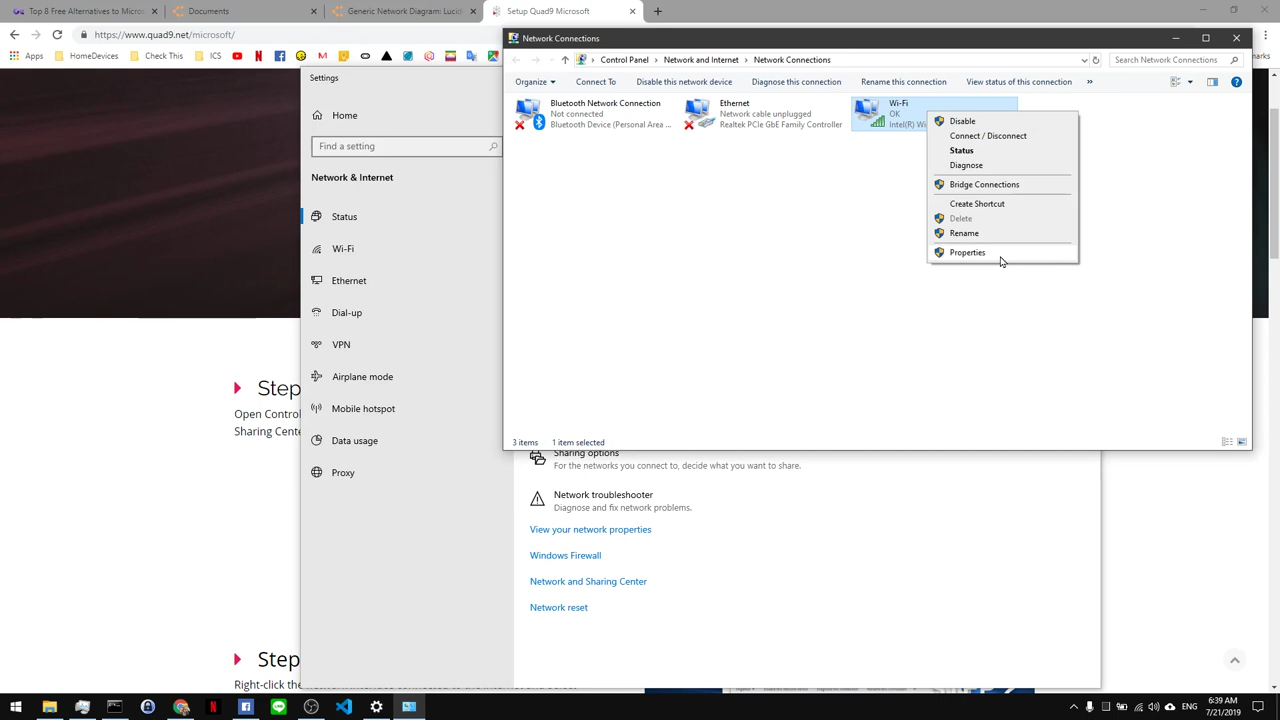 Top 8 Free Alternatives to Micros
Documents
Generic Network Diagram: Lucid
Setup Quad9 Microsoft
https://www.quad9.net/microsoft/
Apps
HomeDevices
Check This
ICS
Network Connections
Control Panel
Network and Internet
Network Connections
Search Network Connections
Organize
Connect To
Disable this network device
Diagnose this connection
Rename this connection
View status of this connection
»
Bluetooth Network Connection
Not connected
Bluetooth Device (Personal Area ...
Ethernet
Network cable unplugged
Realtek PCIe GbE Family Controller
Wi-Fi
OK
Intel(R) Wi
Disable
Connect / Disconnect
Status
Diagnose
Bridge Connections
Create Shortcut
Delete
Rename
Properties
3 items
1 item selected
Settings
Home
Find a setting
Network & Internet
Status
Wi-Fi
Ethernet
Dial-up
VPN
Airplane mode
Mobile hotspot
Data usage
Proxy
Sharing options
For the networks you connect to, decide what you want to share.
Network troubleshooter
Diagnose and fix network problems.
View your network properties
Windows Firewall
Network and Sharing Center
Network reset
Step
Open Contro
Sharing Cente
Step
ENG
6:39 AM
7/21/2019